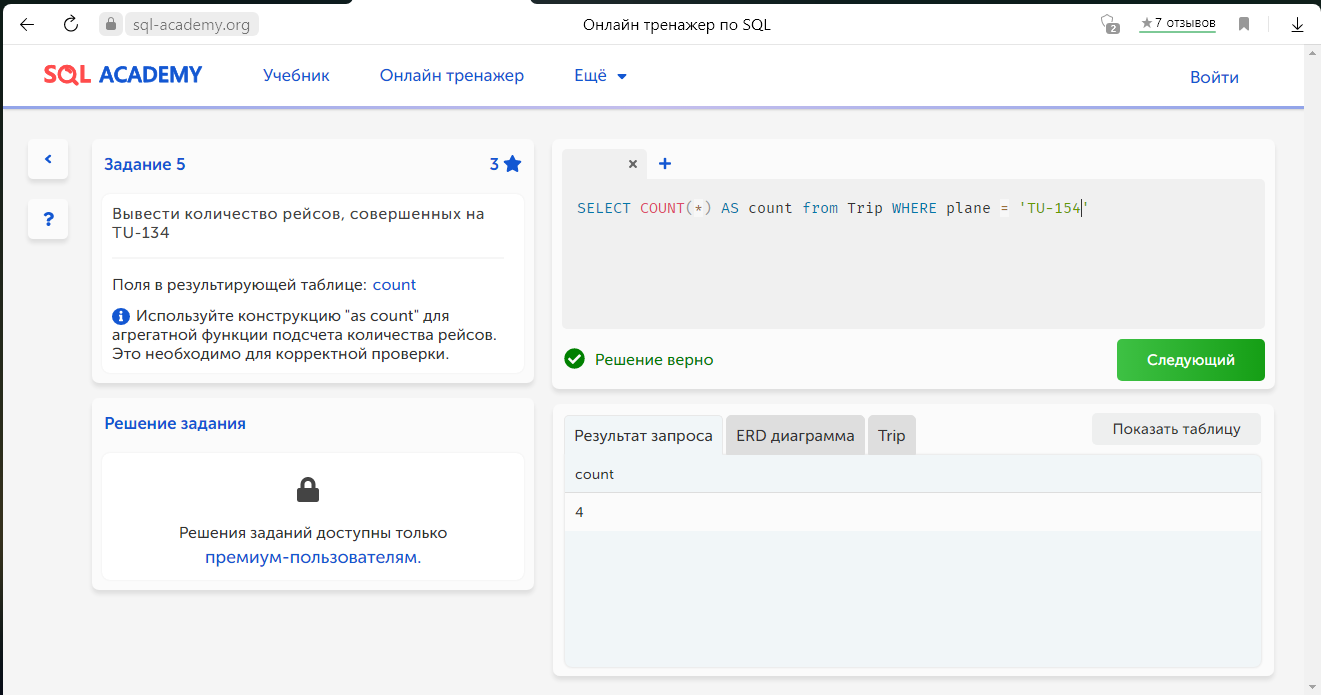 sql-academy.org
Онлайн тренажер по SQL
2
★7 отзывов
SQL ACADEMY
Учебник
Онлайн тренажер
Ещё
Войти
Задание 5
3
Вывести количество рейсов, совершенных на
TU-134
Поля в результирующей таблице: count
Используйте конструкцию "as count" для
агрегатной функции подсчета количества рейсов.
Это необходимо для корректной проверки.
Решение задания
Решения заданий доступны только
премиум-пользователям.
?
SELECT COUNT(*) AS count from Trip WHERE plane = 'TU-154'
Решение верно
Следующий
Результат запроса
ERD диаграмма
Trip
Показать таблицу
count
4